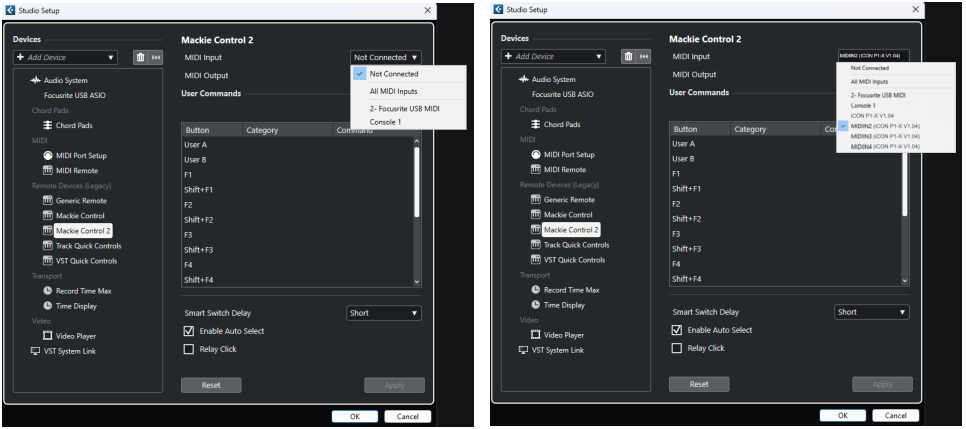 Studio Setup
Devices
Add Device
Audio System
Focusrite USB ASIO
Chord Pads
Chord Pads
MIDI
MIDI Port Setup
MIDI Remote
Remote Devices (Legacy)
Generic Remote
Mackie Control
Mackie Control 2
Track Quick Controls
VST Quick Controls
Transport
Record Time Max
Time Display
Video
Video Player
VST System Link
Mackie Control 2
MIDI Input
Not Connected
MIDI Output
Not Connected
All MIDI Inputs
2- Focusrite USB MIDI
Console 1
User Commands
Button Category Command
User A
User B
F1
Shift+F1
F2
Shift+F2
F3
Shift+F3
F4
Shift+F4
Smart Switch Delay Short
Enable Auto Select
Relay Click
Reset Apply
OK Cancel
Studio Setup
Devices
Add Device
Audio System
Focusrite USB ASIO
Chord Pads
Chord Pads
MIDI
MIDI Port Setup
MIDI Remote
Remote Devices (Legacy)
Generic Remote
Mackie Control
Mackie Control 2
Track Quick Controls
VST Quick Controls
Transport
Record Time Max
Time Display
Video
Video Player
VST System Link
Mackie Control 2
MIDI Input
MIDIIN2 (iCON P1-X V1.04)
MIDI Output
Not Connected
All MIDI Inputs
2- Focusrite USB MIDI
Console 1
iCON P1-X V1.04
MIDIIN2 (iCON P1-X V1.04)
MIDIIN3 (iCON P1-X V1.04)
MIDIIN4 (iCON P1-X V1.04)
User Commands
Button Category
User A
User B
F1
Shift+F1
F2
Shift+F2
F3
Shift+F3
F4
Shift+F4
Smart Switch Delay Short
Enable Auto Select
Relay Click
Reset Apply
OK Cancel